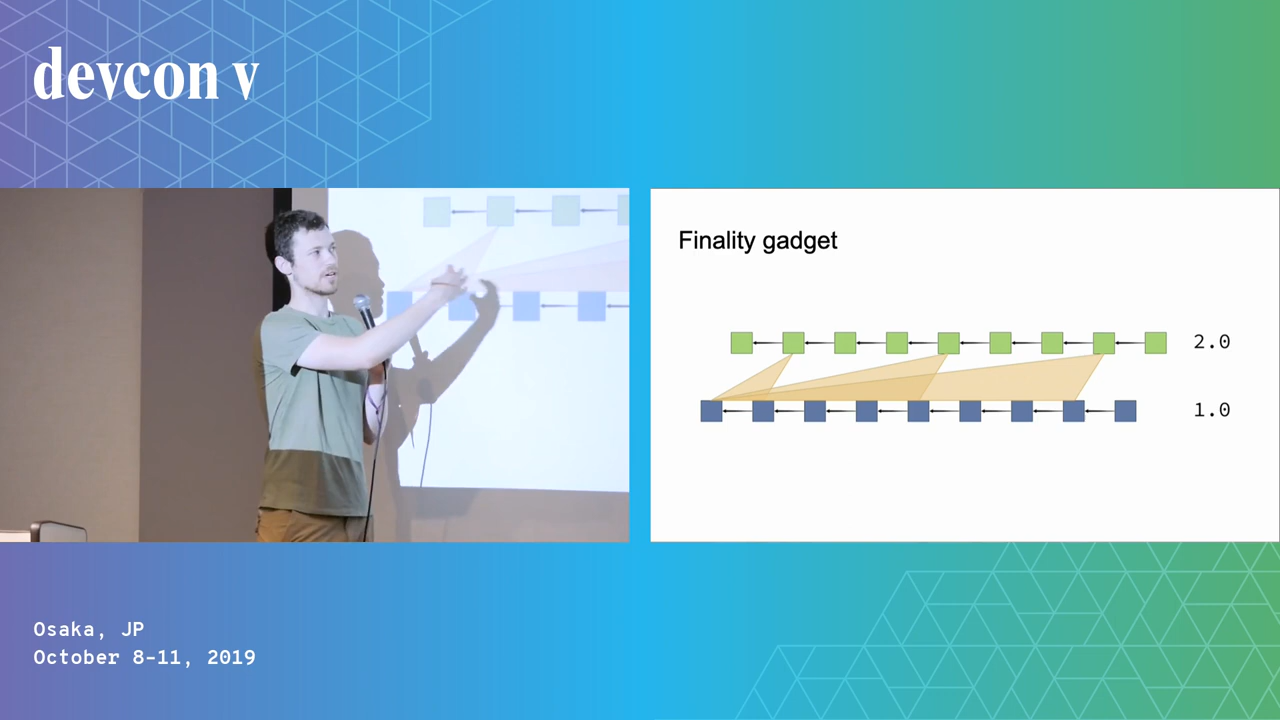 devcon v
Finality gadget
2.0
1.0
Osaka, JP
October 8-11, 2019